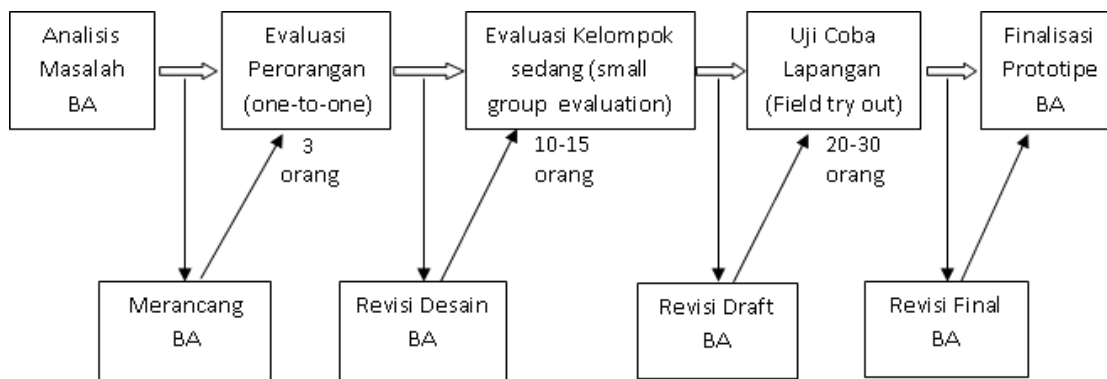 Analisis
Masalah
BA
Evaluasi
Perorangan
(one-to-one)
Evaluasi Kelompok
sedang (small
group evaluation)
Uji Coba
Lapangan
(Field try out)
Finalisasi
Prototipe
BA
3
orang
10-15
orang
20-30
orang
Merancang
BA
Revisi Desain
BA
Revisi Draft
BA
Revisi Final
BA